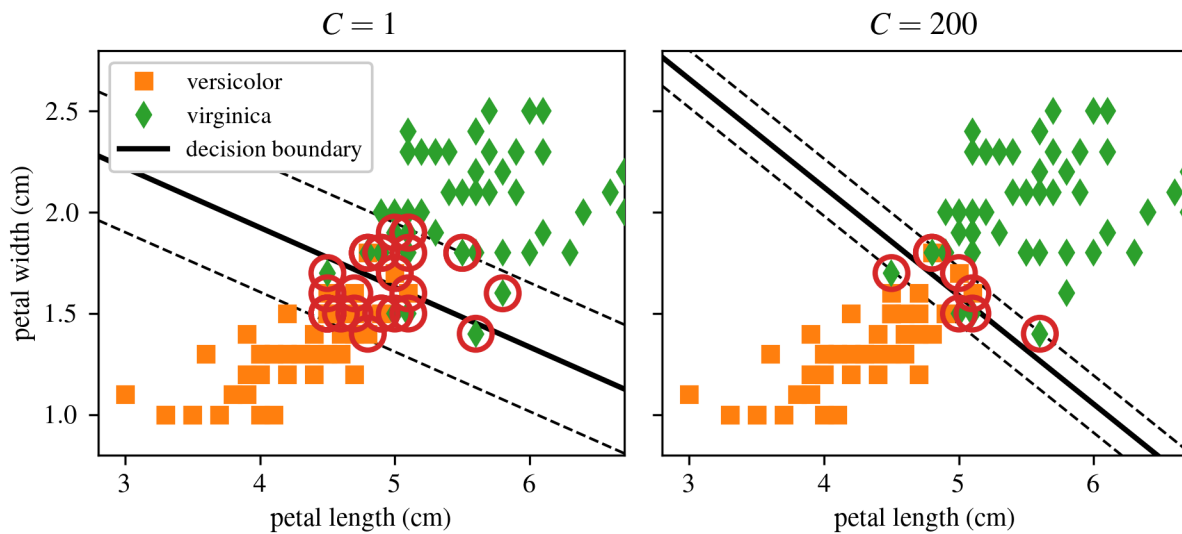 C = 1
C = 200
versicolor
virginica
decision boundary
petal width (cm)
2.5
2.0
1.5
1.0
3 4 5 6
3 4 5 6
petal length (cm)
petal length (cm)